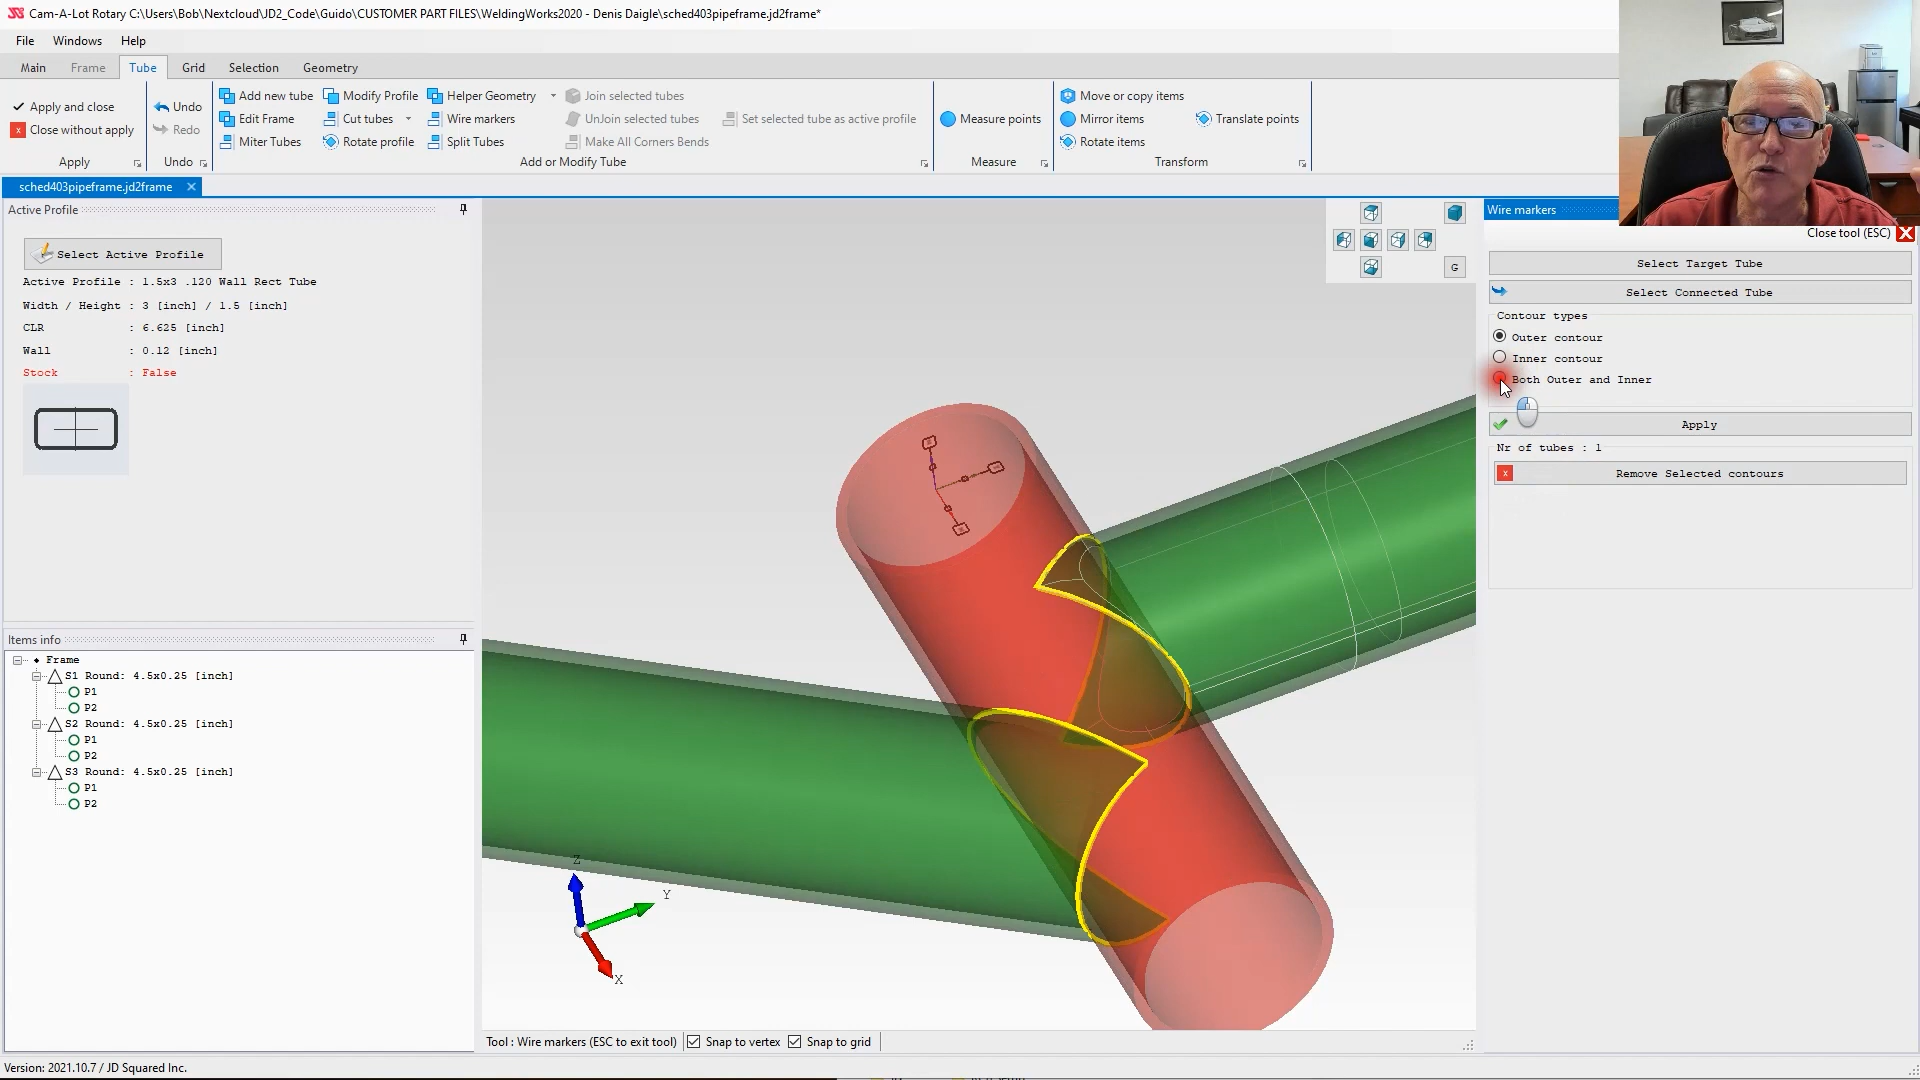 Cam-A-Lot Rotary C:\Users\Bob\Nextcloud\JD2_Code\Guido\CUSTOMER PART FILES\WeldingWorks2020 - Denis Daigle\sched403pipeframe.jd2frame*
File Windows Help
Main Frame Tube Grid Selection Geometry
Apply and close
Close without apply
Apply
Undo
Redo
Undo
Add new tube Modify Profile Helper Geometry Join selected tubes
Edit Frame Cut tubes Wire markers UnJoin selected tubes Set selected tube as active profile
Miter Tubes Rotate profile Split Tubes Make All Corners Bends
Add or Modify Tube
Measure points
Measure
Move or copy items
Mirror items Translate points
Rotate items
Transform
sched403pipeframe.jd2frame
Active Profile
Select Active Profile
Active Profile : 1.5x3 .120 Wall Rect Tube
Width / Height : 3 [inch] / 1.5 [inch]
CLR : 6.625 [inch]
Wall : 0.12 [inch]
Stock : False
Items info
Frame
S1 Round: 4.5x0.25 [inch]
P1
P2
S2 Round: 4.5x0.25 [inch]
P1
P2
S3 Round: 4.5x0.25 [inch]
P1
P2
G
Z
Y
X
Tool : Wire markers (ESC to exit tool) Snap to vertex Snap to grid
Wire markers
Close tool (ESC)
Select Target Tube
Select Connected Tube
Contour types
Outer contour
Inner contour
Both Outer and Inner
Apply
Nr of tubes : 1
Remove Selected contours
Version: 2021.10.7 / JD Squared Inc.